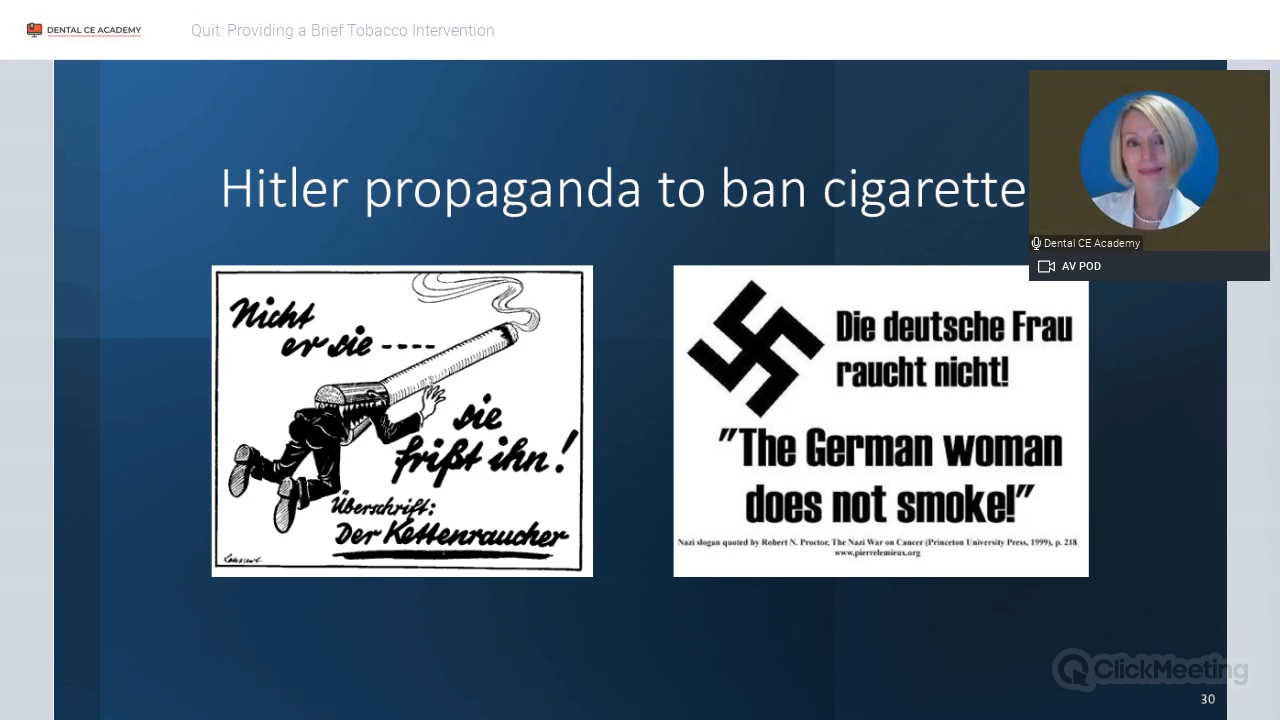 DENTAL CE ACADEMY
Quit: Providing a Brief Tobacco Intervention
Hitler propaganda to ban cigarette
Dental CE Academy
AV POD
Nicht
er sie ----
sie
frißt ihn!
Überschrift:
Der Kettenraucher
Die deutsche Frau
raucht nicht!
"The German woman
does not smoke!"
Nazi slogan quoted by Robert N. Proctor, The Nazi War on Cancer (Princeton University Press, 1999), p. 218
www.pierrelemieux.org
ClickMeeting
30